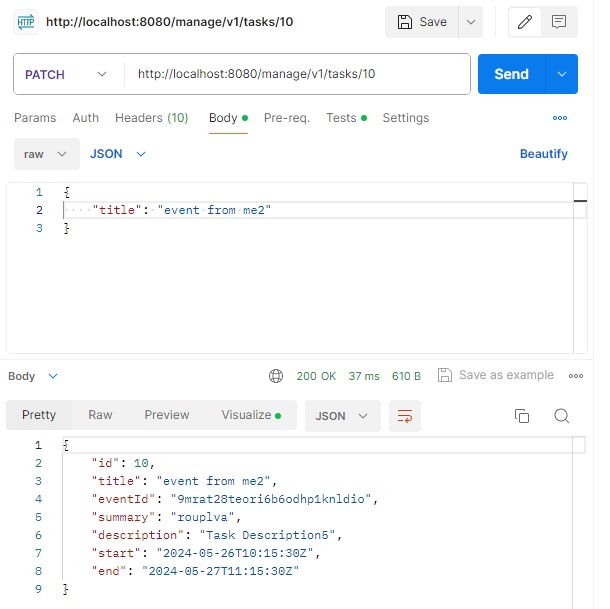 HTTP http://localhost:8080/manage/v1/tasks/10 Save
PATCH http://localhost:8080/manage/v1/tasks/10 Send
Params Auth Headers (10) Body Pre-req. Tests Settings
raw JSON Beautify
1 {
2 "title": "event from me2"
3 }
Body 200 OK 37 ms 610 B Save as example
Pretty Raw Preview Visualize JSON
1 {
2 "id": 10,
3 "title": "event from me2",
4 "eventId": "9mrat28teori6b6odhp1knldio",
5 "summary": "rouplva",
6 "description": "Task Description5",
7 "start": "2024-05-26T10:15:30Z",
8 "end": "2024-05-27T11:15:30Z"
9 }